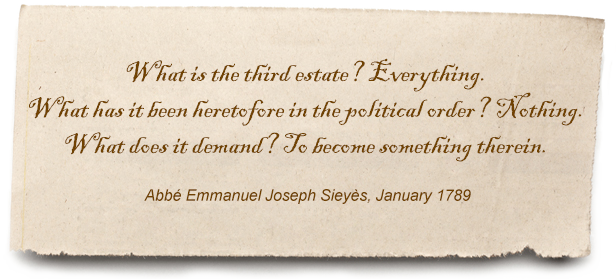 What is the third estate? Everything.
What has it been heretofore in the political order? Nothing.
What does it demand? To become something therein.
Abbé Emmanuel Joseph Sieyès, January 1789